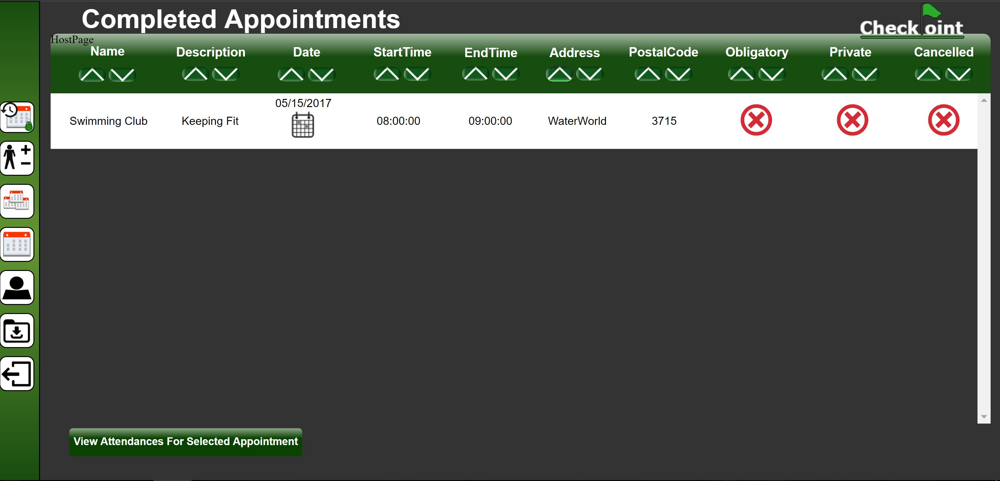 Completed Appointments
Check oint
HostPage
Name Description Date StartTime EndTime Address PostalCode Obligatory Private Cancelled
05/15/2017
Swimming Club Keeping Fit 08:00:00 09:00:00 WaterWorld 3715
View Attendances For Selected Appointment